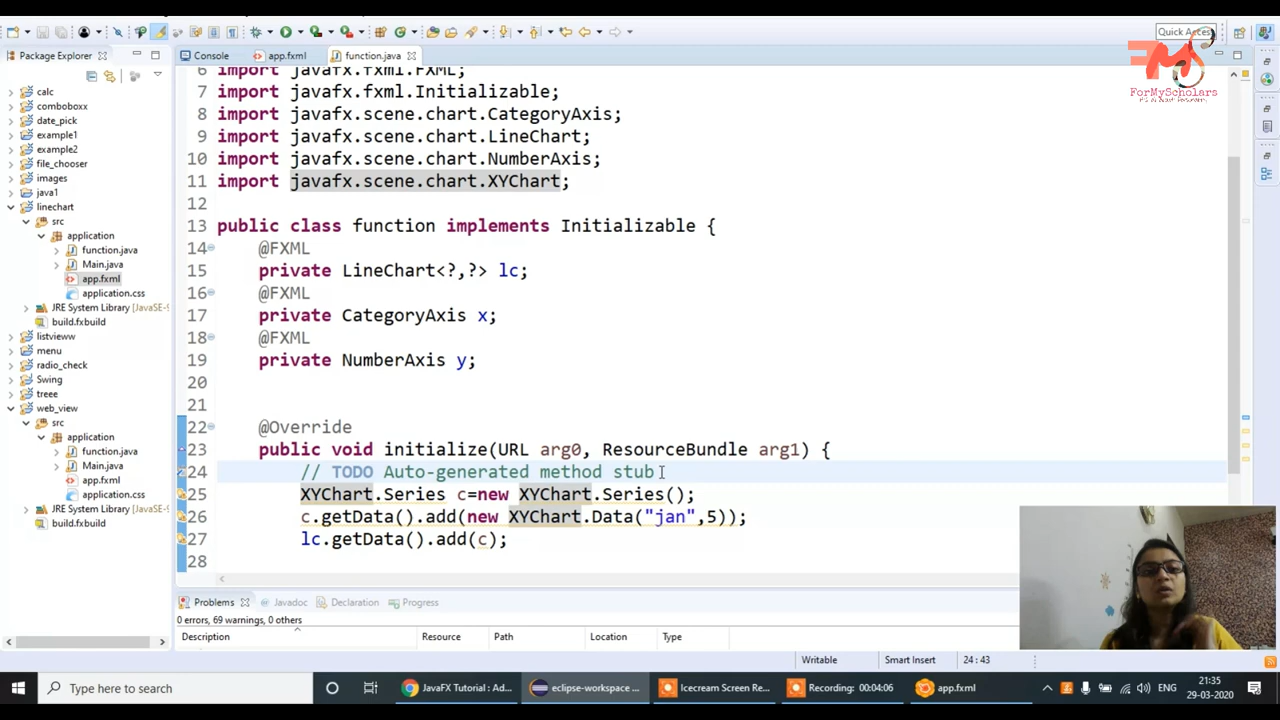 Quick Access
FMS
ForMyScholars
Package Explorer
Console
app.fxml
function.java
calc
comboboxx
date_pick
example1
example2
file_chooser
images
java1
linechart
src
application
function.java
Main.java
app.fxml
application.css
JRE System Library [JavaSE-9
build.fxbuild
listvieww
menu
radio_check
Swing
treee
web_view
src
application
function.java
Main.java
app.fxml
application.css
JRE System Library [JavaSE-9
build.fxbuild
6 import javafx.fxml.FXML;
7 import javafx.fxml.Initializable;
8 import javafx.scene.chart.CategoryAxis;
9 import javafx.scene.chart.LineChart;
10 import javafx.scene.chart.NumberAxis;
11 import javafx.scene.chart.XYChart;
12
13 public class function implements Initializable {
14 @FXML
15 private LineChart<?,?> lc;
16 @FXML
17 private CategoryAxis x;
18 @FXML
19 private NumberAxis y;
20
21
22 @Override
23 public void initialize(URL arg0, ResourceBundle arg1) {
24 // TODO Auto-generated method stub
25 XYChart.Series c=new XYChart.Series();
26 c.getData().add(new XYChart.Data("jan",5));
27 lc.getData().add(c);
28
Problems
Javadoc
Declaration
Progress
0 errors, 69 warnings, 0 others
Description
Resource
Path
Location
Type
Writable
Smart Insert
24 : 43
Type here to search
JavaFX Tutorial : Ad...
eclipse-workspace ...
Icecream Screen Re...
Recording: 00:04:06
app.fxml
ENG
21:35
29-03-2020